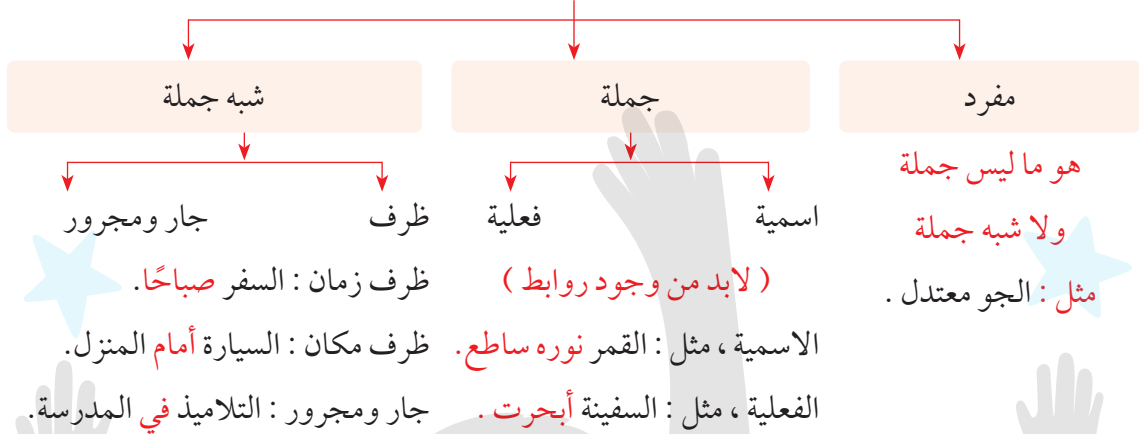 مفرد
هو ما ليس جملة
ولا شبه جملة
مثل : الجو معتدل .
جملة
اسمية
فعلية
( لابد من وجود روابط )
الاسمية ، مثل : القمر نوره ساطع .
الفعلية ، مثل : السفينة أبحرت .
شبه جملة
ظرف
جار ومجرور
ظرف زمان : السفر صباحًا.
ظرف مكان : السيارة أمام المنزل.
جار ومجرور : التلاميذ في المدرسة.